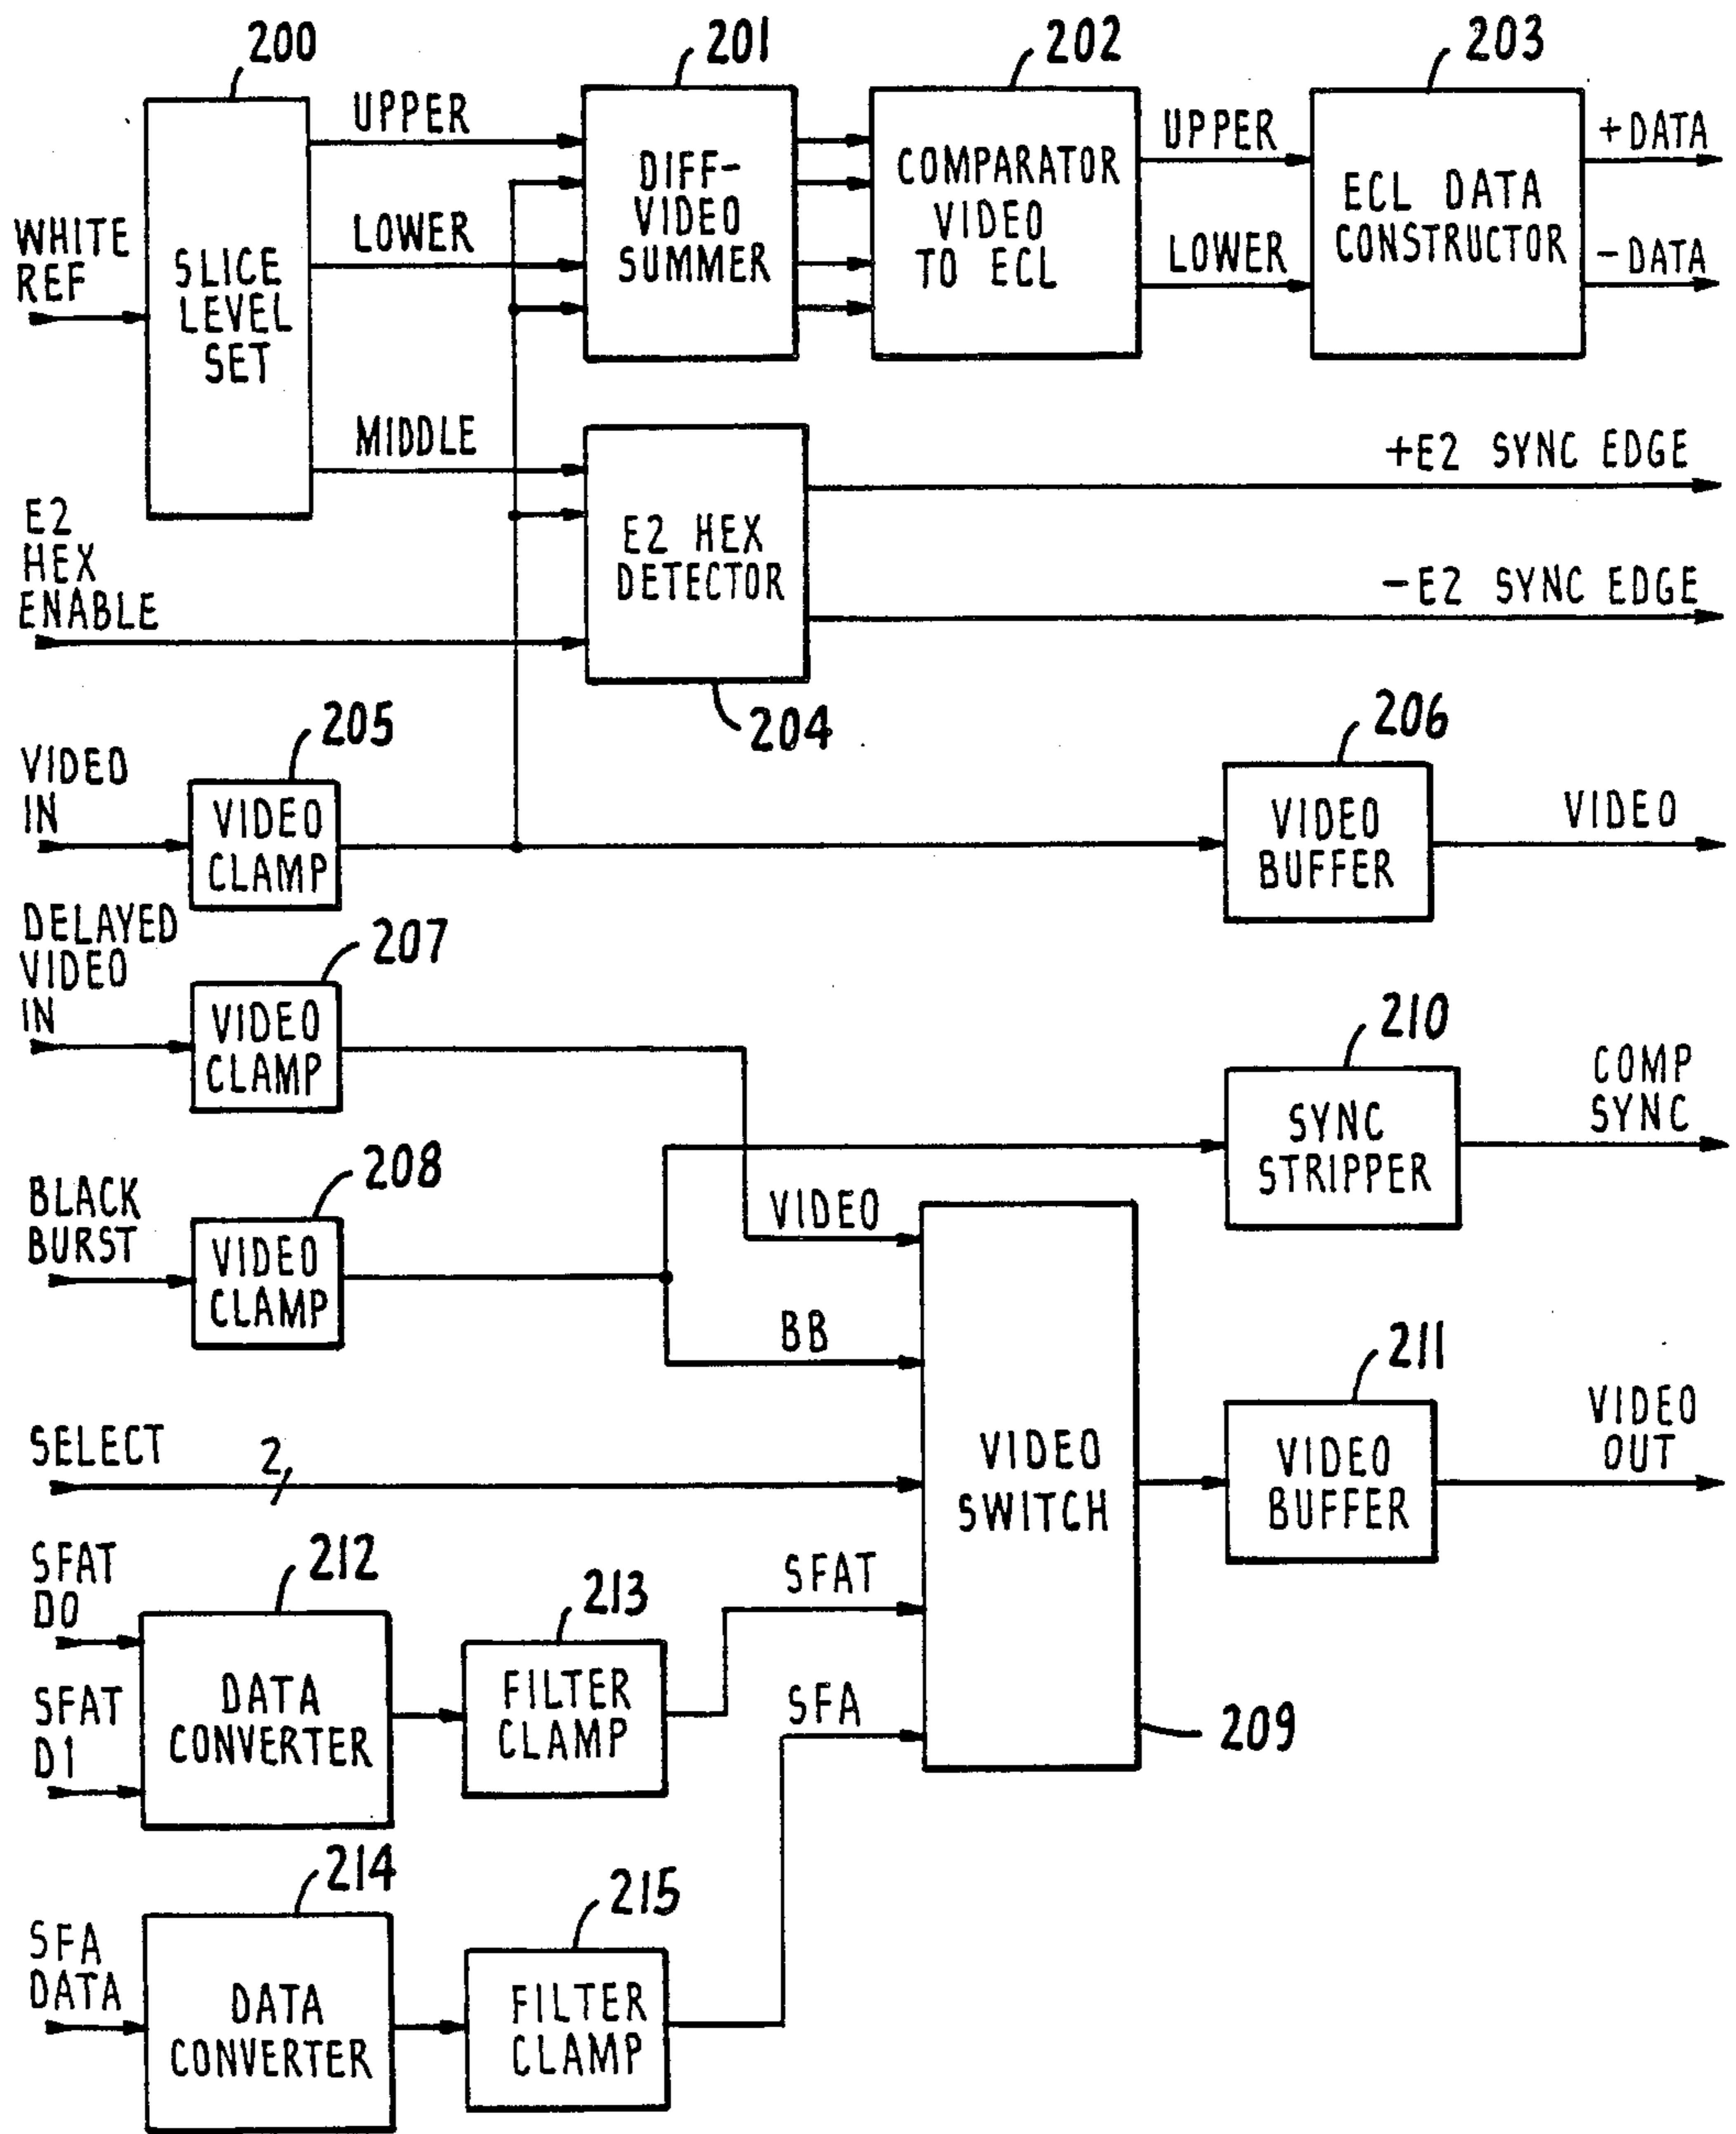 200
201
202
203
WHITE
REF
SLICE
LEVEL
SET
UPPER
LOWER
MIDDLE
DIFF-
VIDEO
SUMMER
COMPARATOR
VIDEO
TO ECL
UPPER
LOWER
ECL DATA
CONSTRUCTOR
+DATA
-DATA
E2
HEX
ENABLE
E2 HEX
DETECTOR
204
+E2 SYNC EDGE
-E2 SYNC EDGE
VIDEO
IN
205
VIDEO
CLAMP
206
VIDEO
BUFFER
VIDEO
DELAYED
VIDEO
IN
207
VIDEO
CLAMP
210
SYNC
STRIPPER
COMP
SYNC
BLACK
BURST
208
VIDEO
CLAMP
VIDEO
BB
SELECT
2
VIDEO
SWITCH
209
211
VIDEO
BUFFER
VIDEO
OUT
SFAT
D0
SFAT
D1
212
DATA
CONVERTER
213
FILTER
CLAMP
SFAT
SFA
SFA
DATA
214
DATA
CONVERTER
215
FILTER
CLAMP